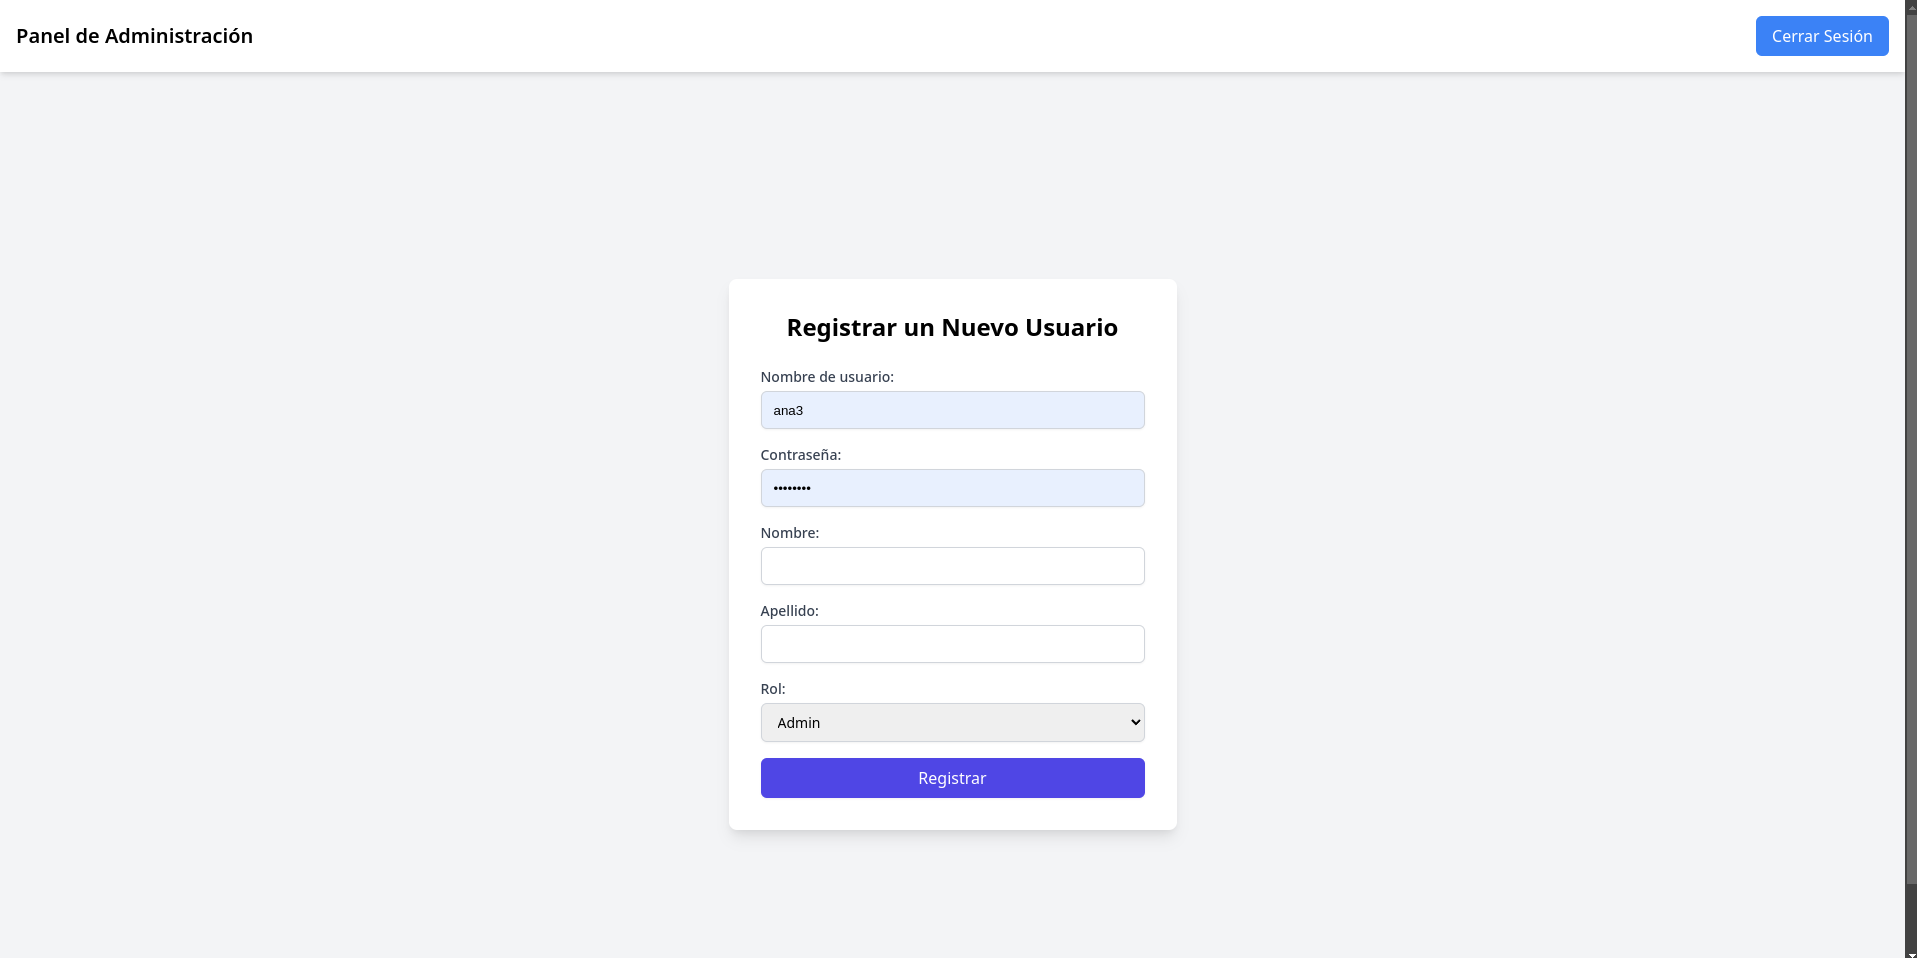 Panel de Administración
Cerrar Sesión
Registrar un Nuevo Usuario
Nombre de usuario:
ana3
Contraseña:
••••••••
Nombre:
Apellido:
Rol:
Admin
Registrar